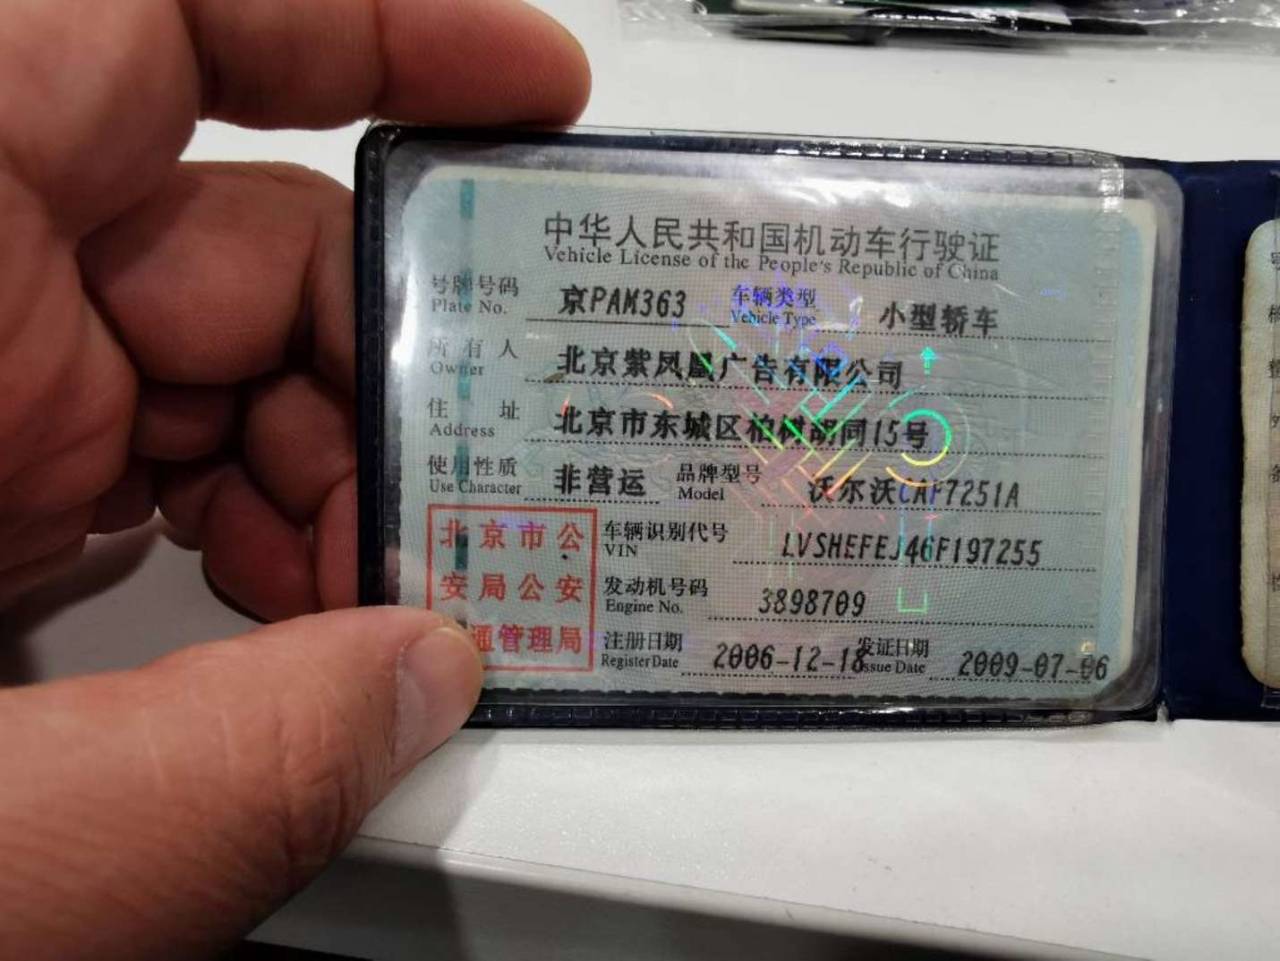 中华人民共和国机动车行驶证
Vehicle License of the People's Republic of China
号牌号码 京PAM363 车辆类型 小型轿车
Plate No. Vehicle Type
所有人 北京紫凤凰广告有限公司
Owner
住址 北京市东城区柏树胡同15号
Address
使用性质 非营运 品牌型号 沃尔沃CAF7251A
Use Character Model
北京市公 车辆识别代号 LVSHEFEJ46F197255
VIN
安局公安 发动机号码 3898709
Engine No.
通管理局 注册日期 2006-12-18 发证日期 2009-07-06
Register Date Issue Date